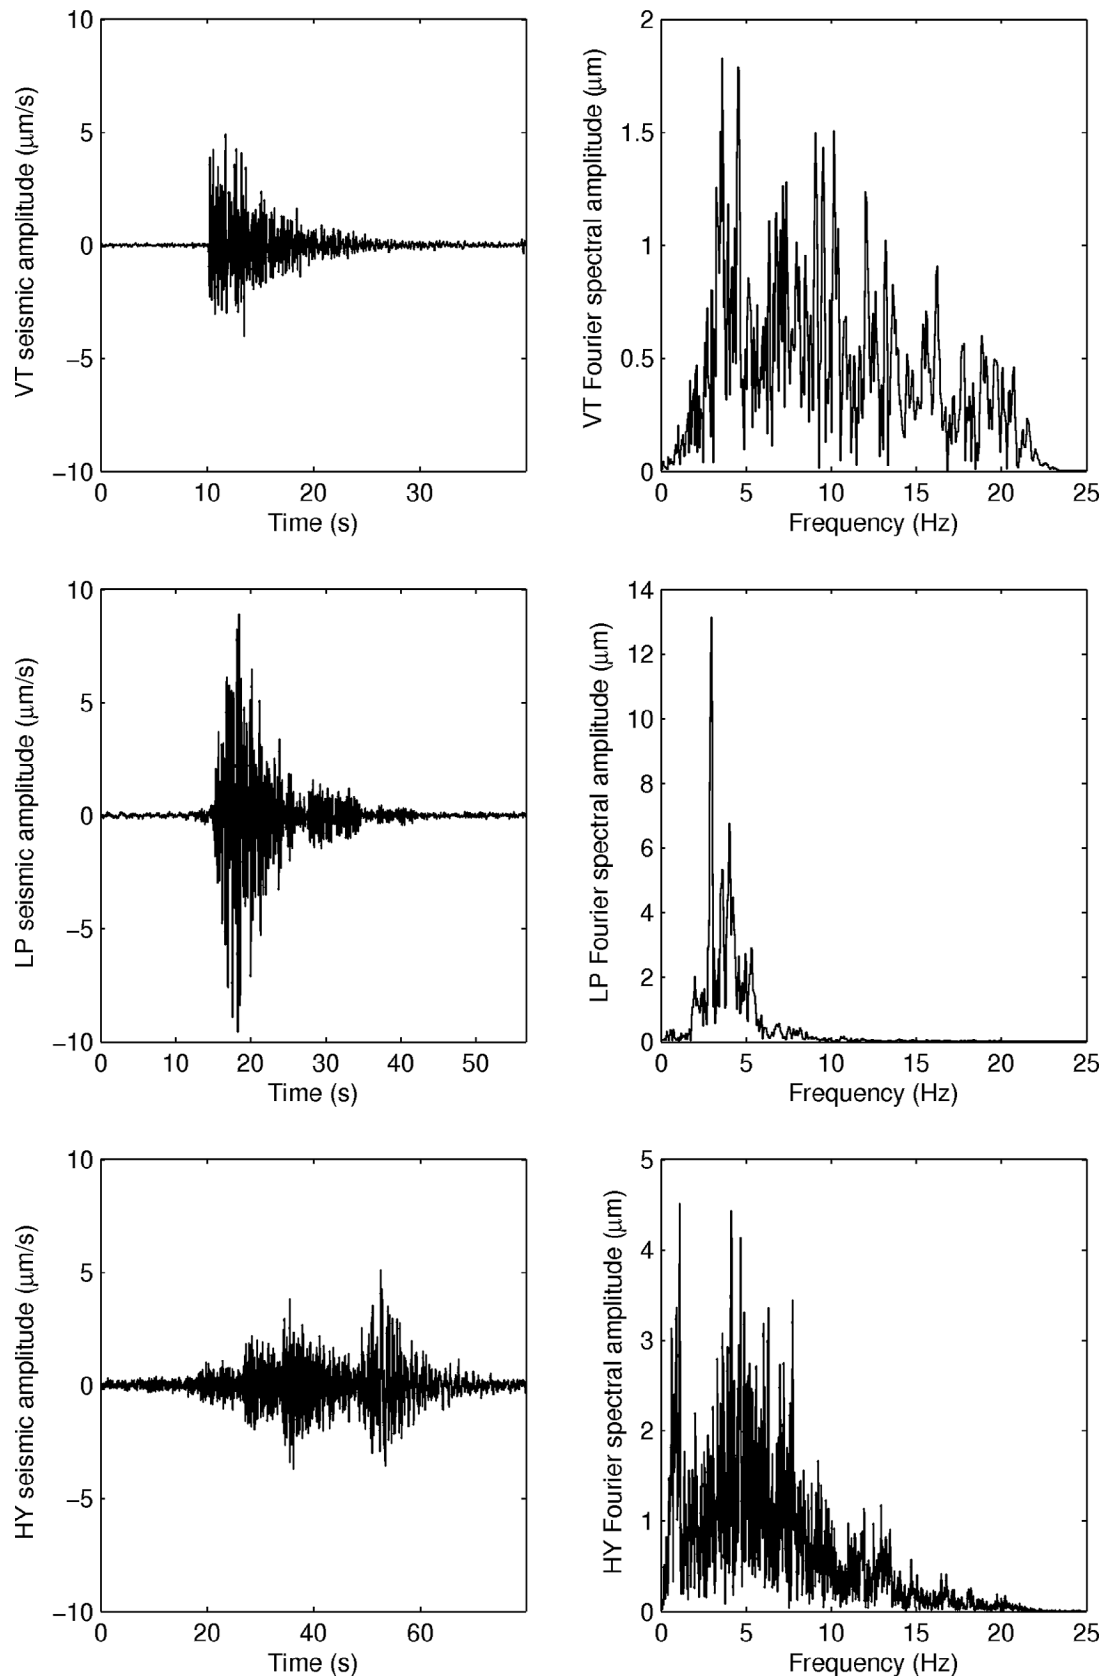 10
5
0
−5
−10
VT seismic amplitude (μm/s)
0 10 20 30
Time (s)
2
1.5
1
0.5
0
VT Fourier spectral amplitude (μm)
0 5 10 15 20 25
Frequency (Hz)
10
5
0
−5
−10
LP seismic amplitude (μm/s)
0 10 20 30 40 50
Time (s)
14
12
10
8
6
4
2
0
LP Fourier spectral amplitude (μm)
0 5 10 15 20 25
Frequency (Hz)
10
5
0
−5
−10
HY seismic amplitude (μm/s)
0 20 40 60
Time (s)
5
4
3
2
1
0
HY Fourier spectral amplitude (μm)
0 5 10 15 20 25
Frequency (Hz)